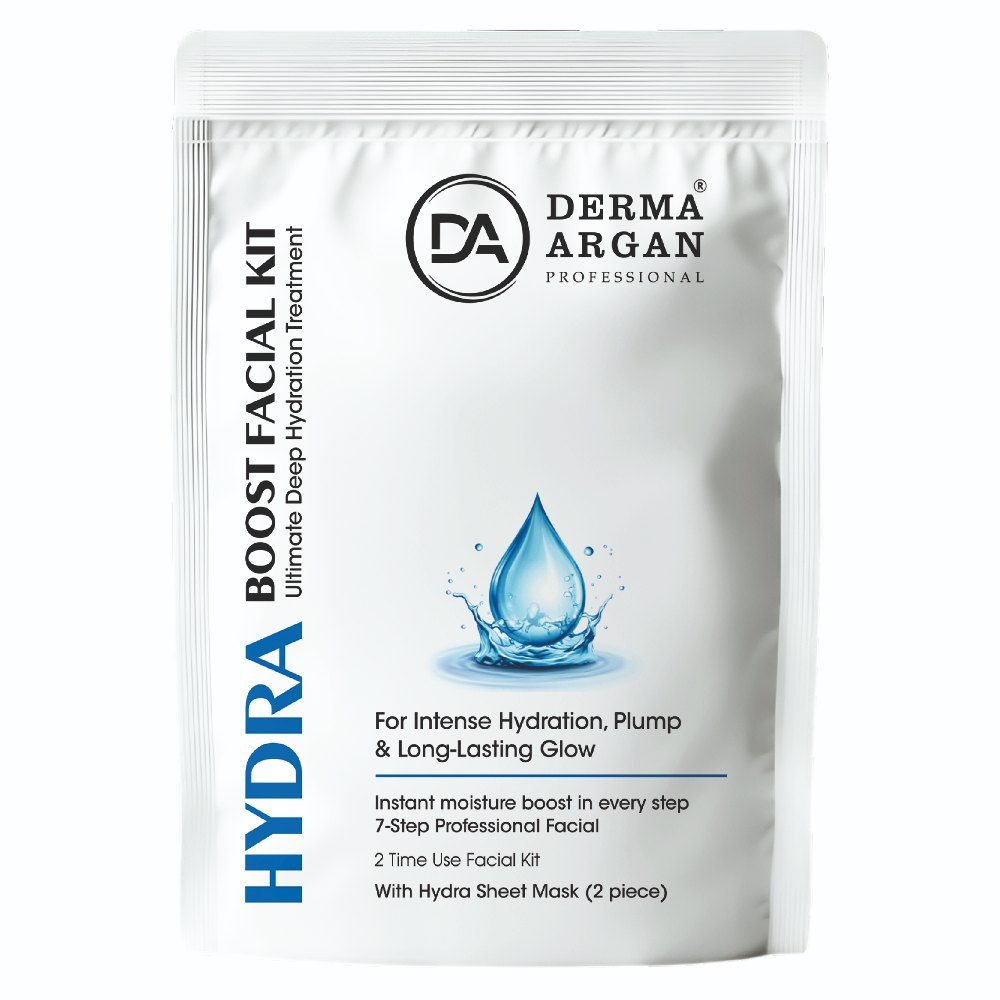 DA
DERMA®
ARGAN
PROFESSIONAL
HYDRA BOOST FACIAL KIT
Ultimate Deep Hydration Treatment
For Intense Hydration, Plump
& Long-Lasting Glow
Instant moisture boost in every step
7-Step Professional Facial
2 Time Use Facial Kit
With Hydra Sheet Mask (2 piece)